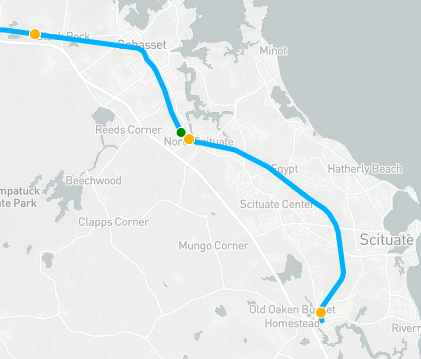 Minot
Cohasset
Reeds Corner
North Scituate
Egypt
Hatherly Beach
Beechwood
Scituate Center
Clapps Corner
Mungo Corner
Scituate
Old Oaken Bucket
Homestead